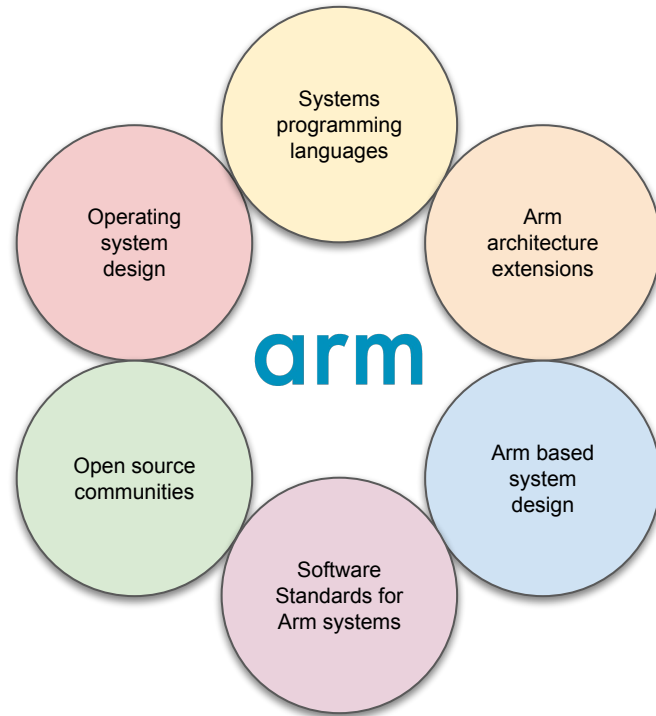 Systems
programming
languages
Operating
system
design
Arm
architecture
extensions
arm
Open source
communities
Arm based
system
design
Software
Standards for
Arm systems